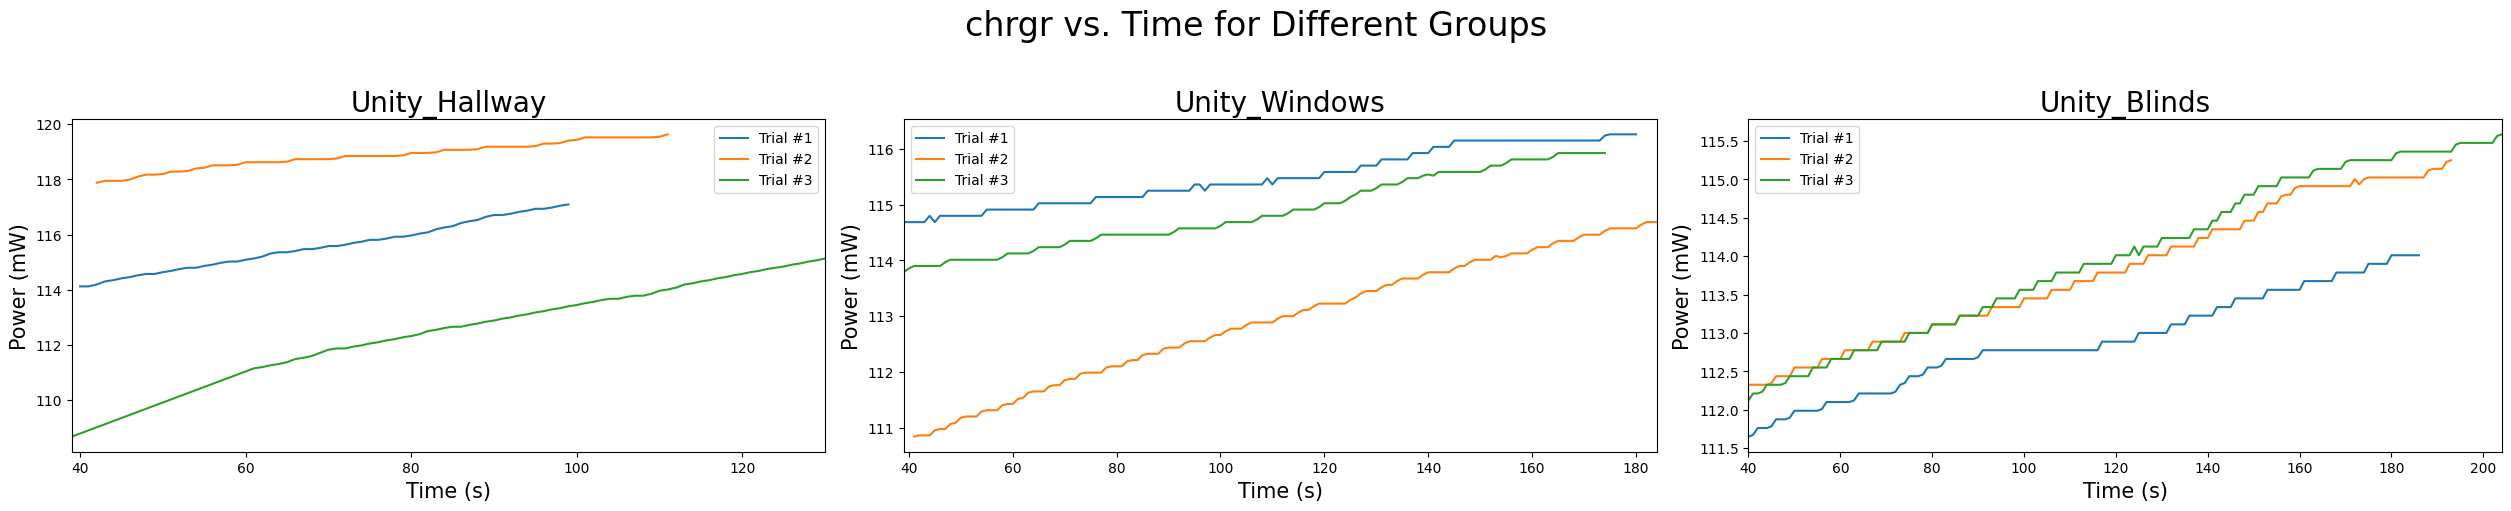 chrgr vs. Time for Different Groups
Unity_Hallway
120
118
116
114
112
110
Power (mW)
40 60 80 100 120
Time (s)
Trial #1
Trial #2
Trial #3
Unity_Windows
116
115
114
113
112
111
Power (mW)
40 60 80 100 120 140 160 180
Time (s)
Trial #1
Trial #2
Trial #3
Unity_Blinds
115.5
115.0
114.5
114.0
113.5
113.0
112.5
112.0
111.5
Power (mW)
40 60 80 100 120 140 160 180 200
Time (s)
Trial #1
Trial #2
Trial #3